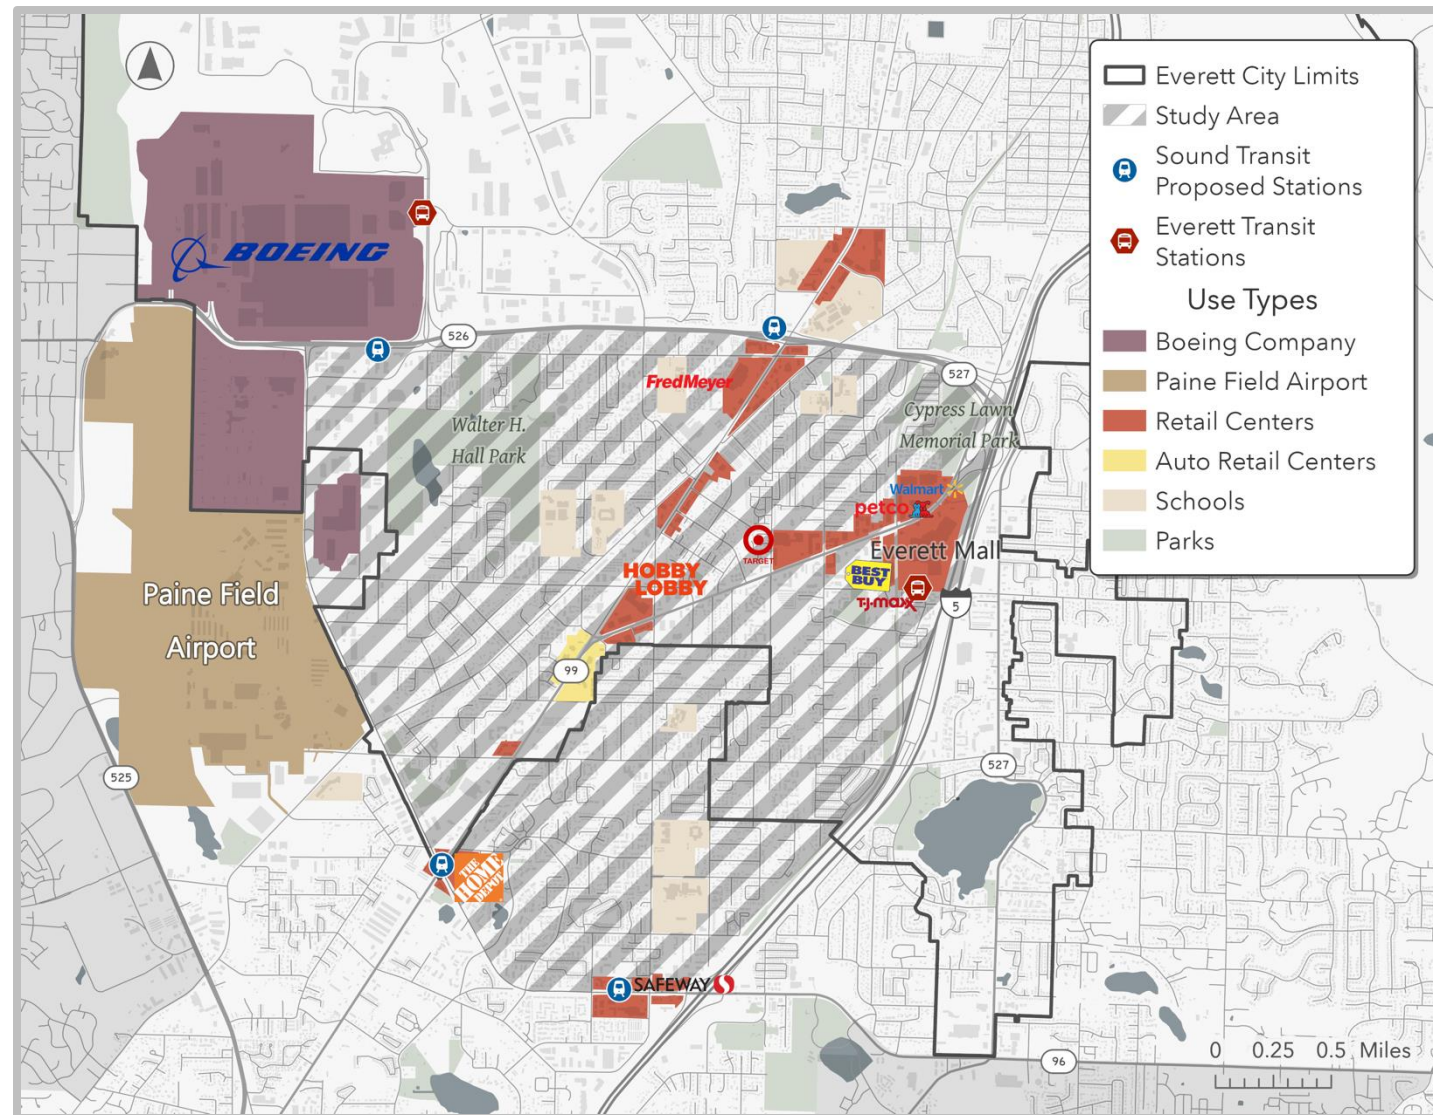 Everett City Limits
Study Area
Sound Transit
Proposed Stations
Everett Transit
Stations
Use Types
Boeing Company
Paine Field Airport
Retail Centers
Auto Retail Centers
Schools
Parks
BOEING
526
527
FredMeyer
Walter H.
Hall Park
Cypress Lawn
Memorial Park
Walmart
petco
TARGET
Everett Mall
HOBBY
LOBBY
BEST
BUY
T•J•maxx
5
Paine Field
Airport
99
525
527
THE
HOME
DEPOT
SAFEWAY
96
0 0.25 0.5 Miles